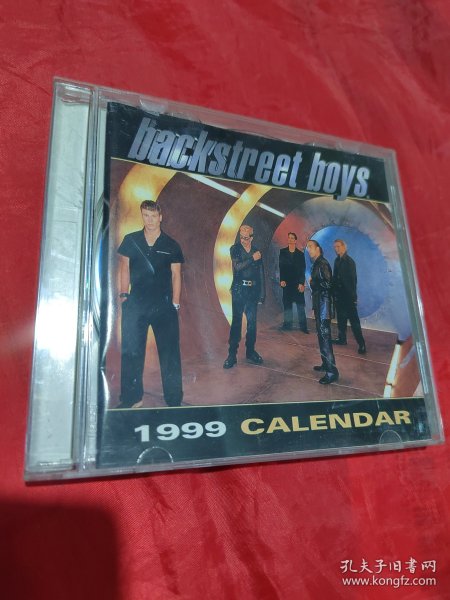 backstreet boys
1999 CALENDAR
孔夫子旧书网
www.kongfz.com